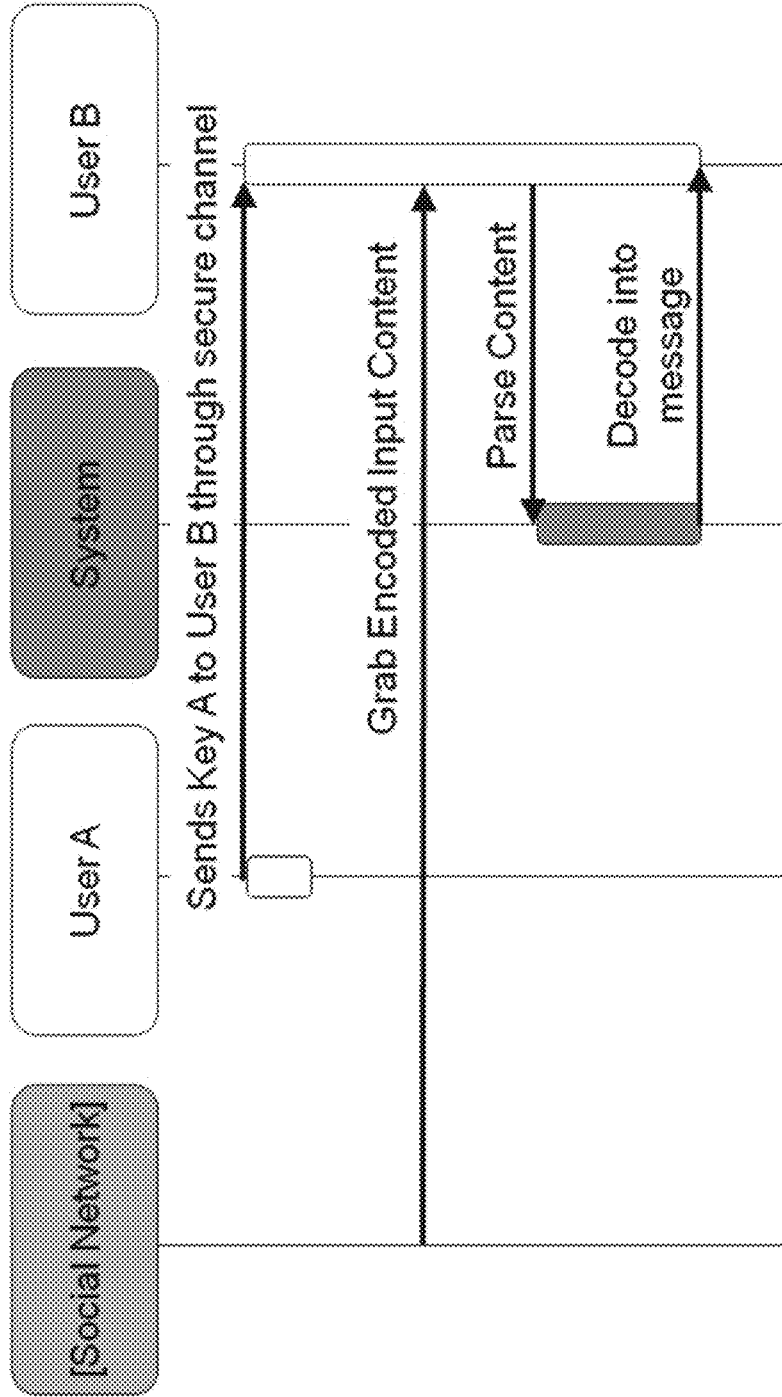 [Social Network]
User A
System
User B
Sends Key A to User B through secure channel
Grab Encoded Input Content
Parse Content
Decode into
message